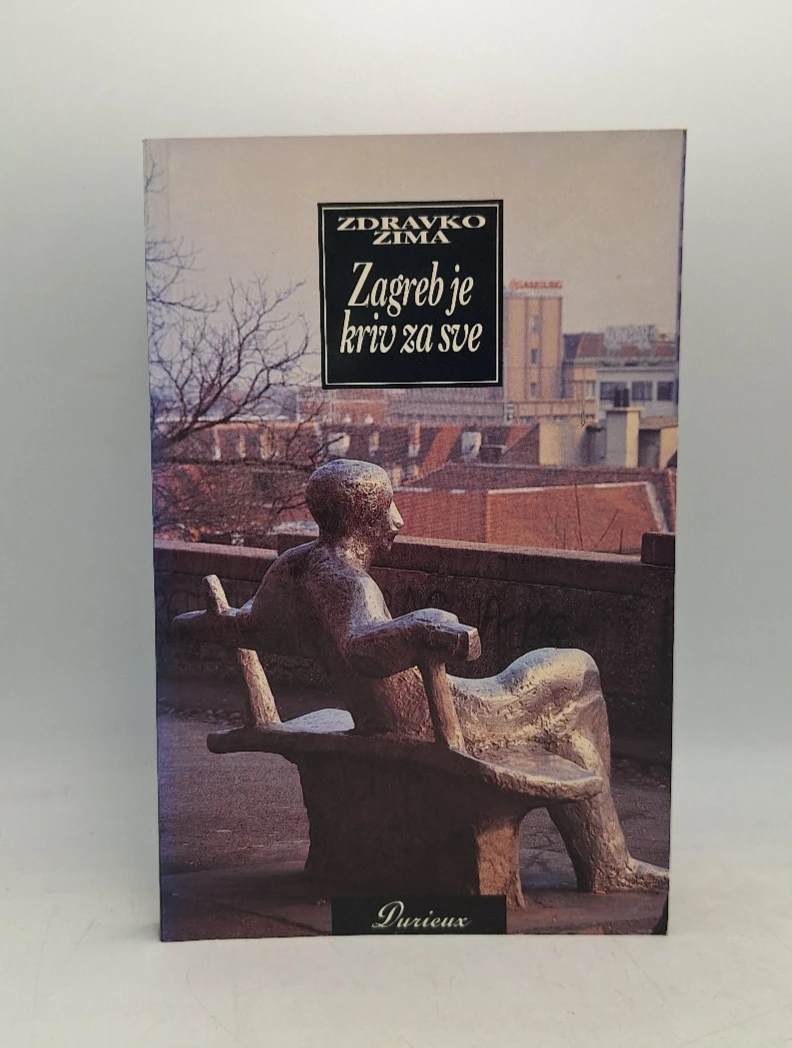 ZDRAVKO
ZIMA
Zagreb je
kriv za sve
SAMSUNG
Durieux